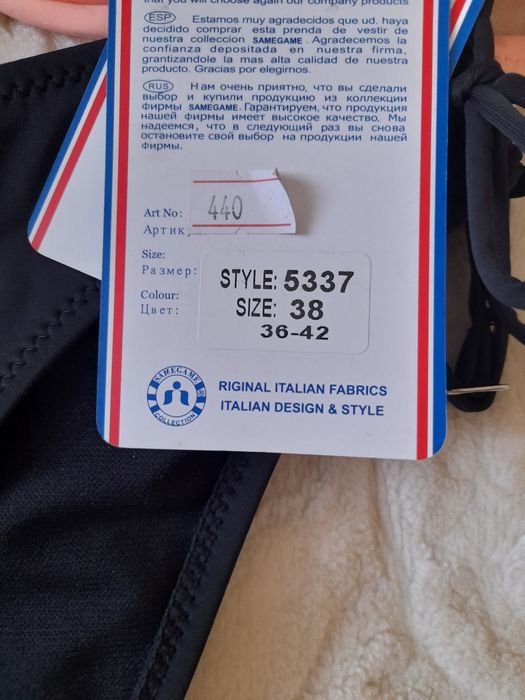 that you will choose again our company products
ESP Estamos muy agradecidos que ud. haya
decidido comprar esta prenda de vestir de
nuestra colleccion SAMEGAME. Agradecemos la
confianza depositada en nuestra firma,
grantizandole la mas alta calidad de nuestra
producto. Gracias por elegirnos.
RUS Нам очень приятно, что вы сделали
выбор и купили продукцию из коллекции
фирмы SAMEGAME. Гарантируем, что продукция
нашей фирмы имеет высокое качество. Мы
надеемся, что в следующий раз вы снова
остановите свой выбор на продукции нашей
фирмы.
Art No: 440
Артик
Size:
Размер:
Colour:
Цвет:
STYLE: 5337
SIZE: 38
36-42
SAMEGAME
COLLECTION
RIGINAL ITALIAN FABRICS
ITALIAN DESIGN & STYLE